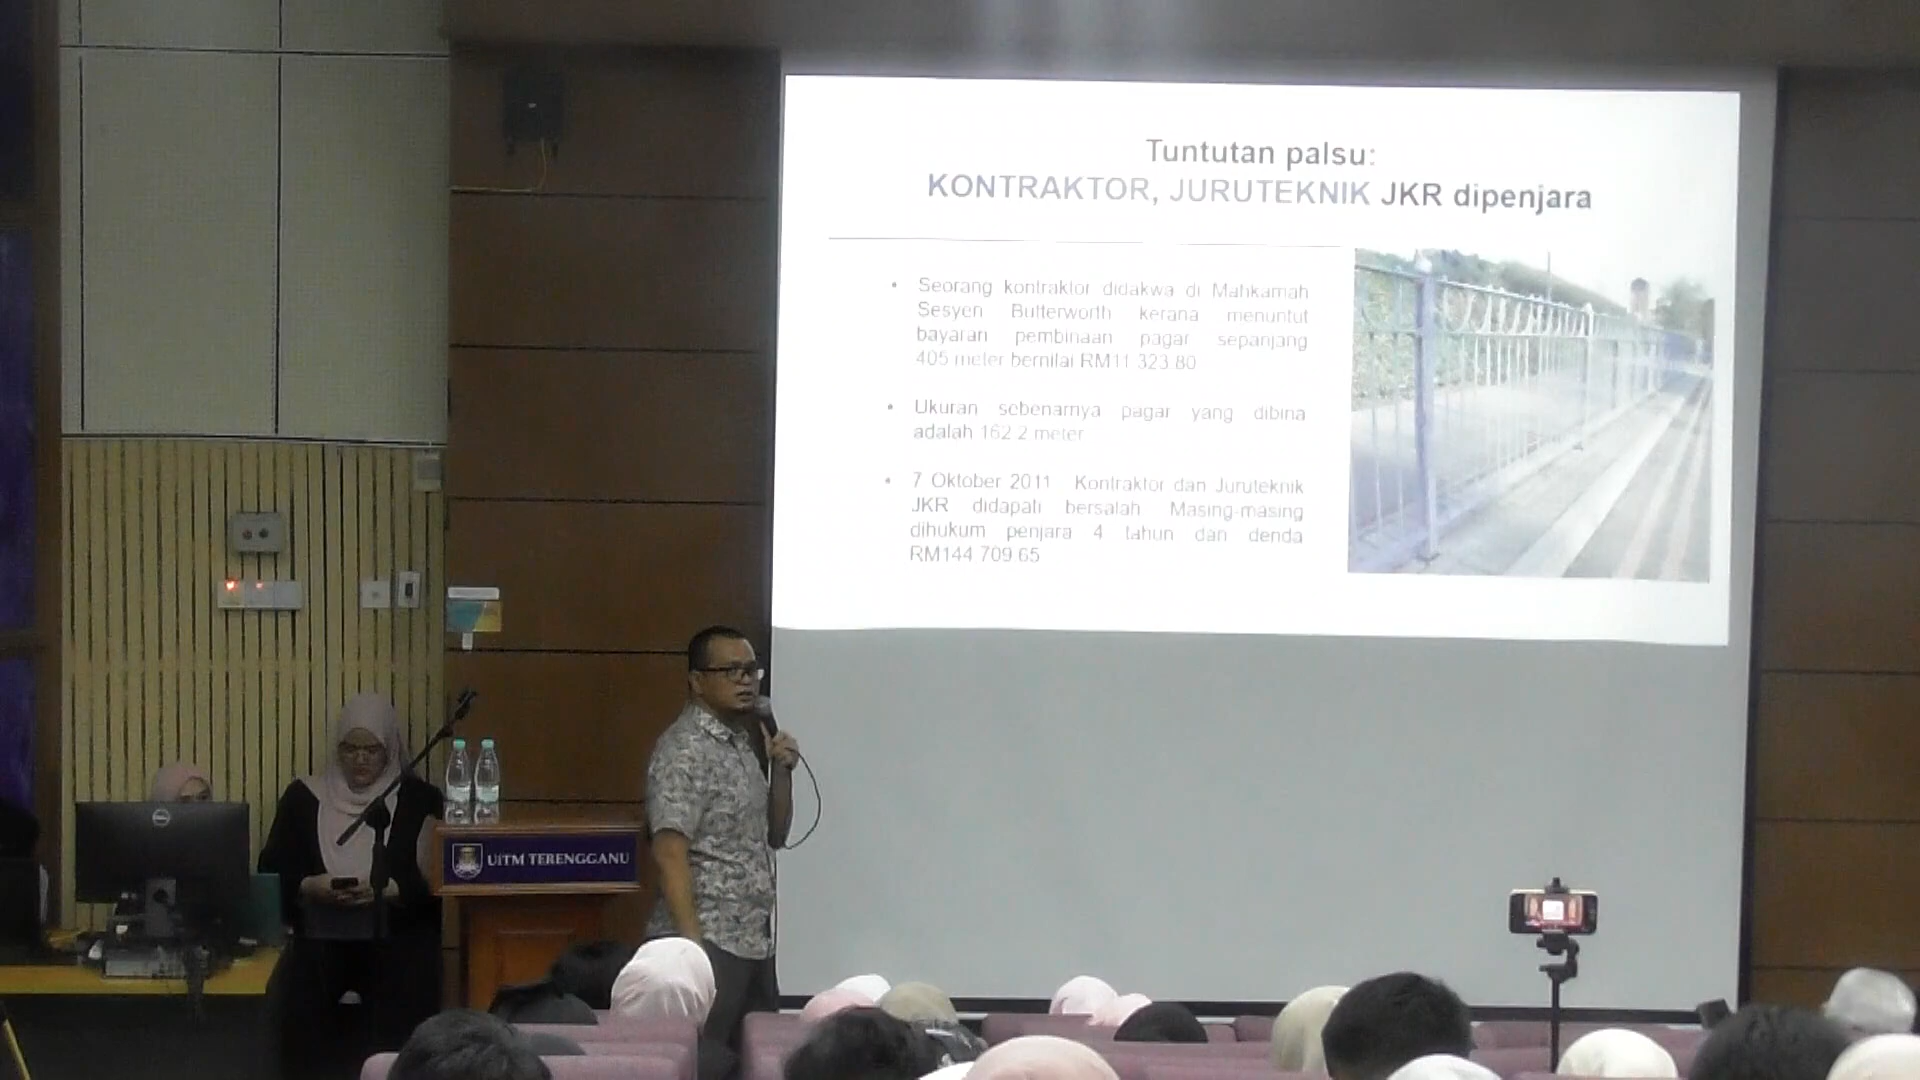 Tuntutan palsu:
KONTRAKTOR, JURUTEKNIK JKR dipenjara
• Seorang kontraktor didakwa di Mahkamah
Sesyen Butterworth kerana menuntut
bayaran pembinaan pagar sepanjang
405 meter bernilai RM11 323.80
• Ukuran sebenarnya pagar yang dibina
adalah 162.2 meter
• 7 Oktober 2011 Kontraktor dan Juruteknik
JKR didapati bersalah Masing-masing
dihukum penjara 4 tahun dan denda
RM144 709.65
DELL
UiTM TERENGGANU